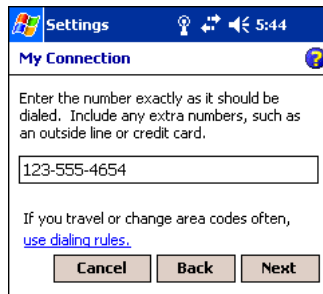 Settings 5:44
My Connection
Enter the number exactly as it should be
dialed. Include any extra numbers, such as
an outside line or credit card.
123-555-4654
If you travel or change area codes often,
use dialing rules.
Cancel Back Next